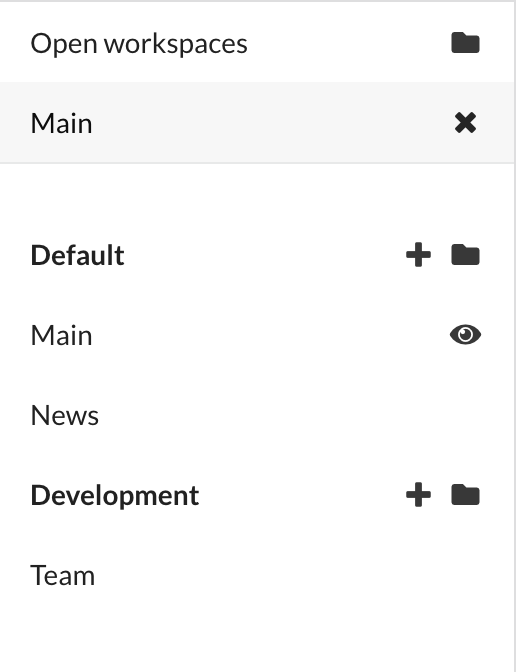 Open workspaces
Main
Default
Main
News
Development
Team